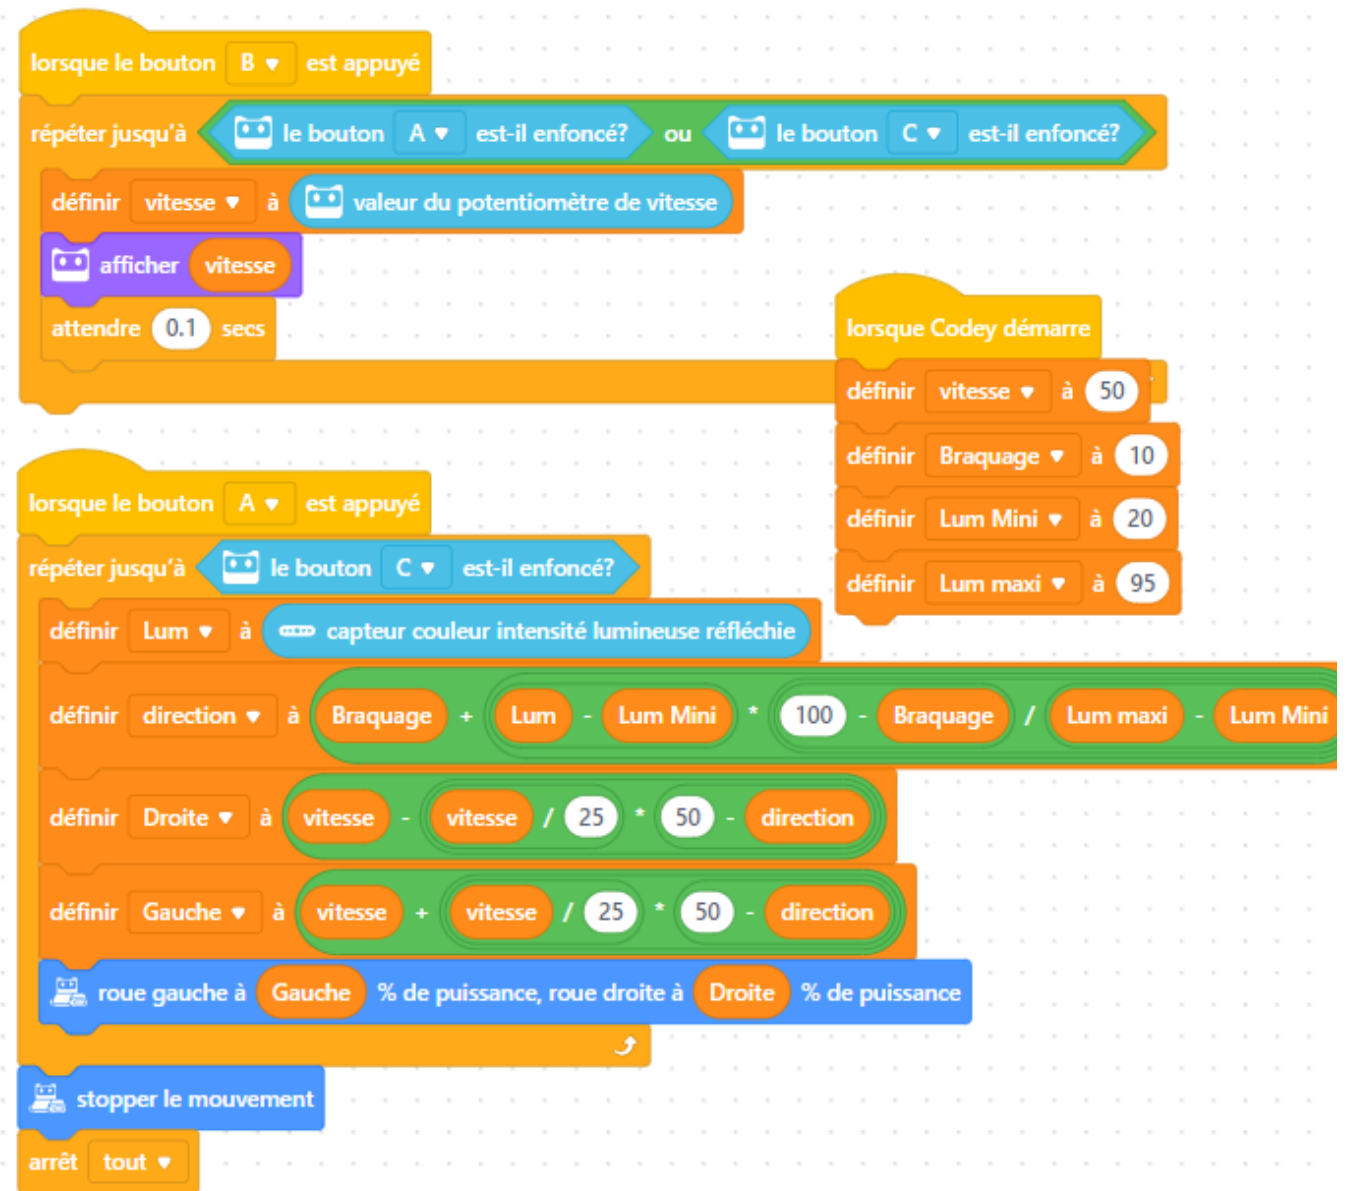 lorsque le bouton B est appuyé
répéter jusqu'à le bouton A est-il enfoncé? ou le bouton C est-il enfoncé?
définir vitesse à valeur du potentiomètre de vitesse
afficher vitesse
attendre 0.1 secs
lorsque Codey démarre
définir vitesse à 50
définir Braquage à 10
définir Lum Mini à 20
définir Lum maxi à 95
lorsque le bouton A est appuyé
répéter jusqu'à le bouton C est-il enfoncé?
définir Lum à capteur couleur intensité lumineuse réfléchie
définir direction à Braquage + Lum - Lum Mini * 100 - Braquage / Lum maxi - Lum Mini
définir Droite à vitesse - vitesse / 25 * 50 - direction
définir Gauche à vitesse + vitesse / 25 * 50 - direction
roue gauche à Gauche % de puissance, roue droite à Droite % de puissance
stopper le mouvement
arrêt tout